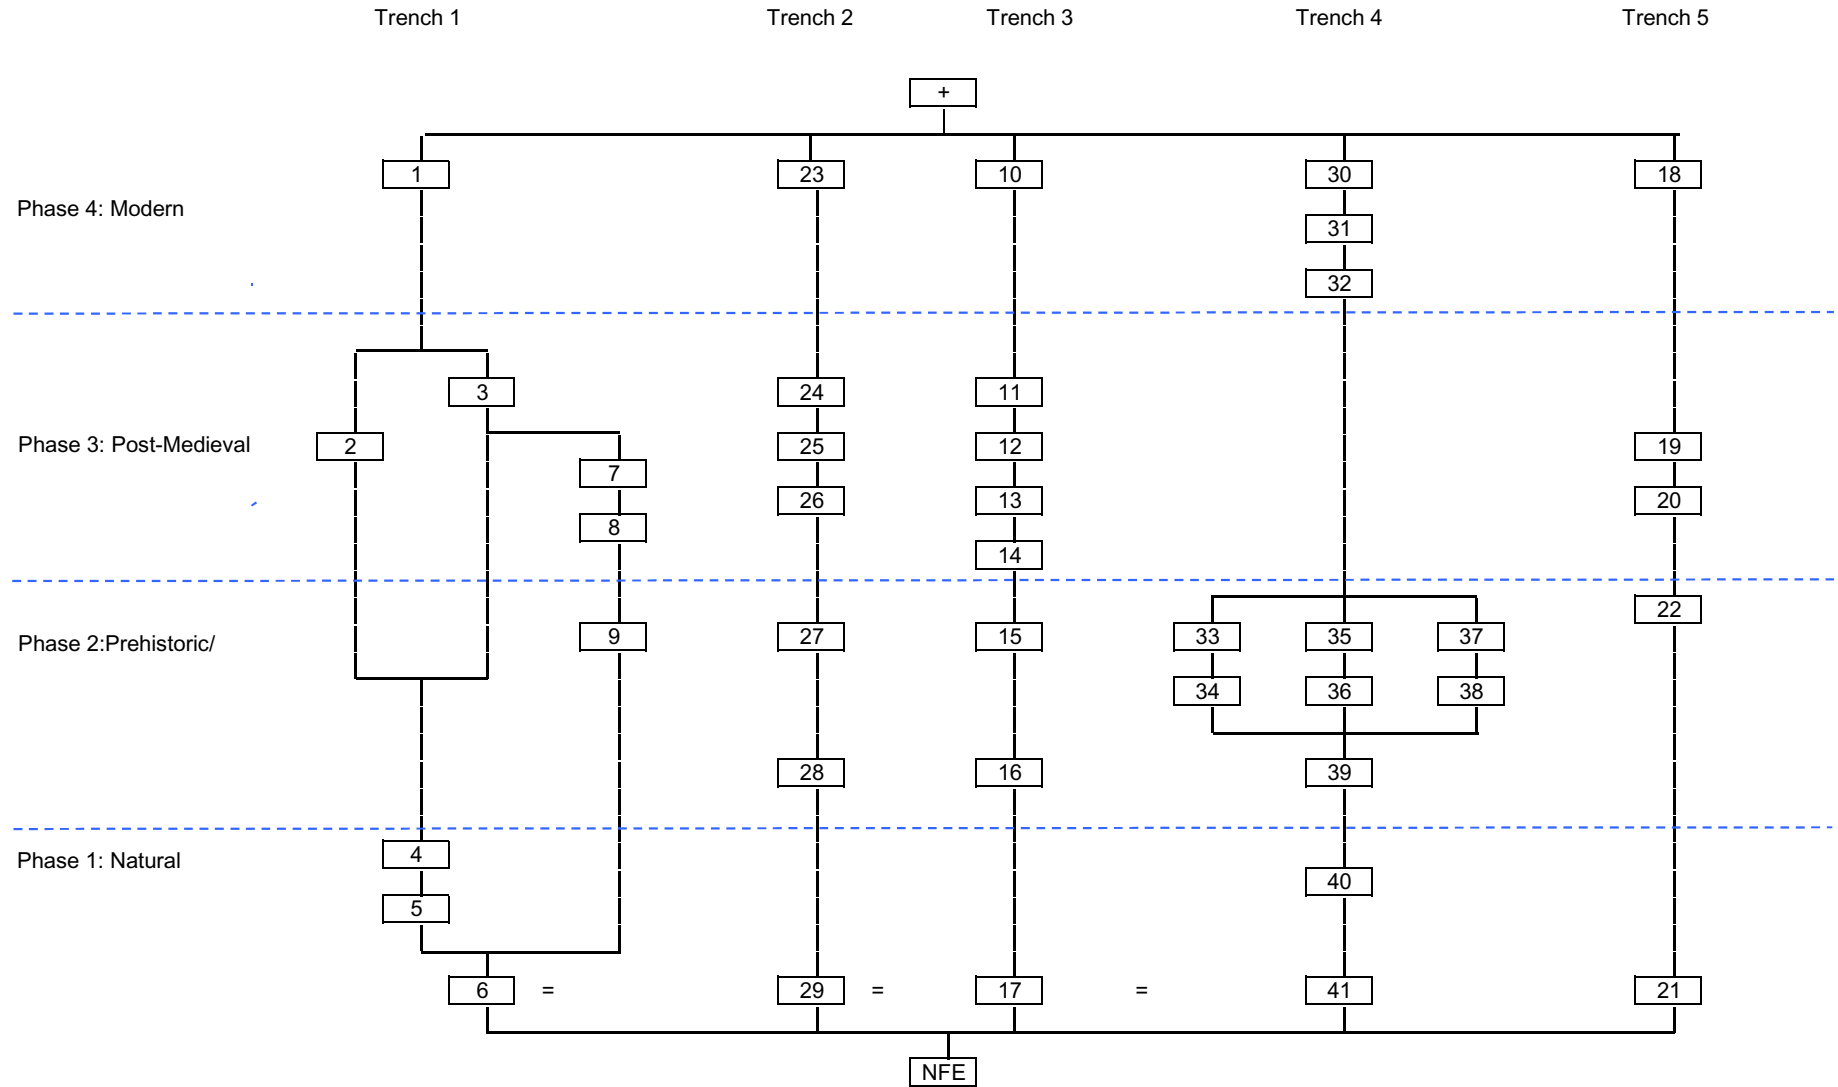 Trench 1 Trench 2 Trench 3 Trench 4 Trench 5
+
1 23 10 30 18
Phase 4: Modern
31
32
3 24 11
Phase 3: Post-Medieval
2 25 12 19
7
26 13 20
8
14
22
Phase 2:Prehistoric/
9 27 15 33 35 37
34 36 38
28 16 39
Phase 1: Natural
4
40
5
6 = 29 = 17 = 41 21
NFE